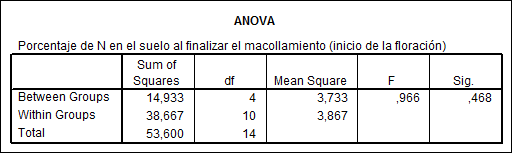 ANOVA
Porcentaje de N en el suelo al finalizar el macollamiento (inicio de la floración)
Sum of Squares df Mean Square F Sig.
Between Groups 14,933 4 3,733 ,966 ,468
Within Groups 38,667 10 3,867
Total 53,600 14